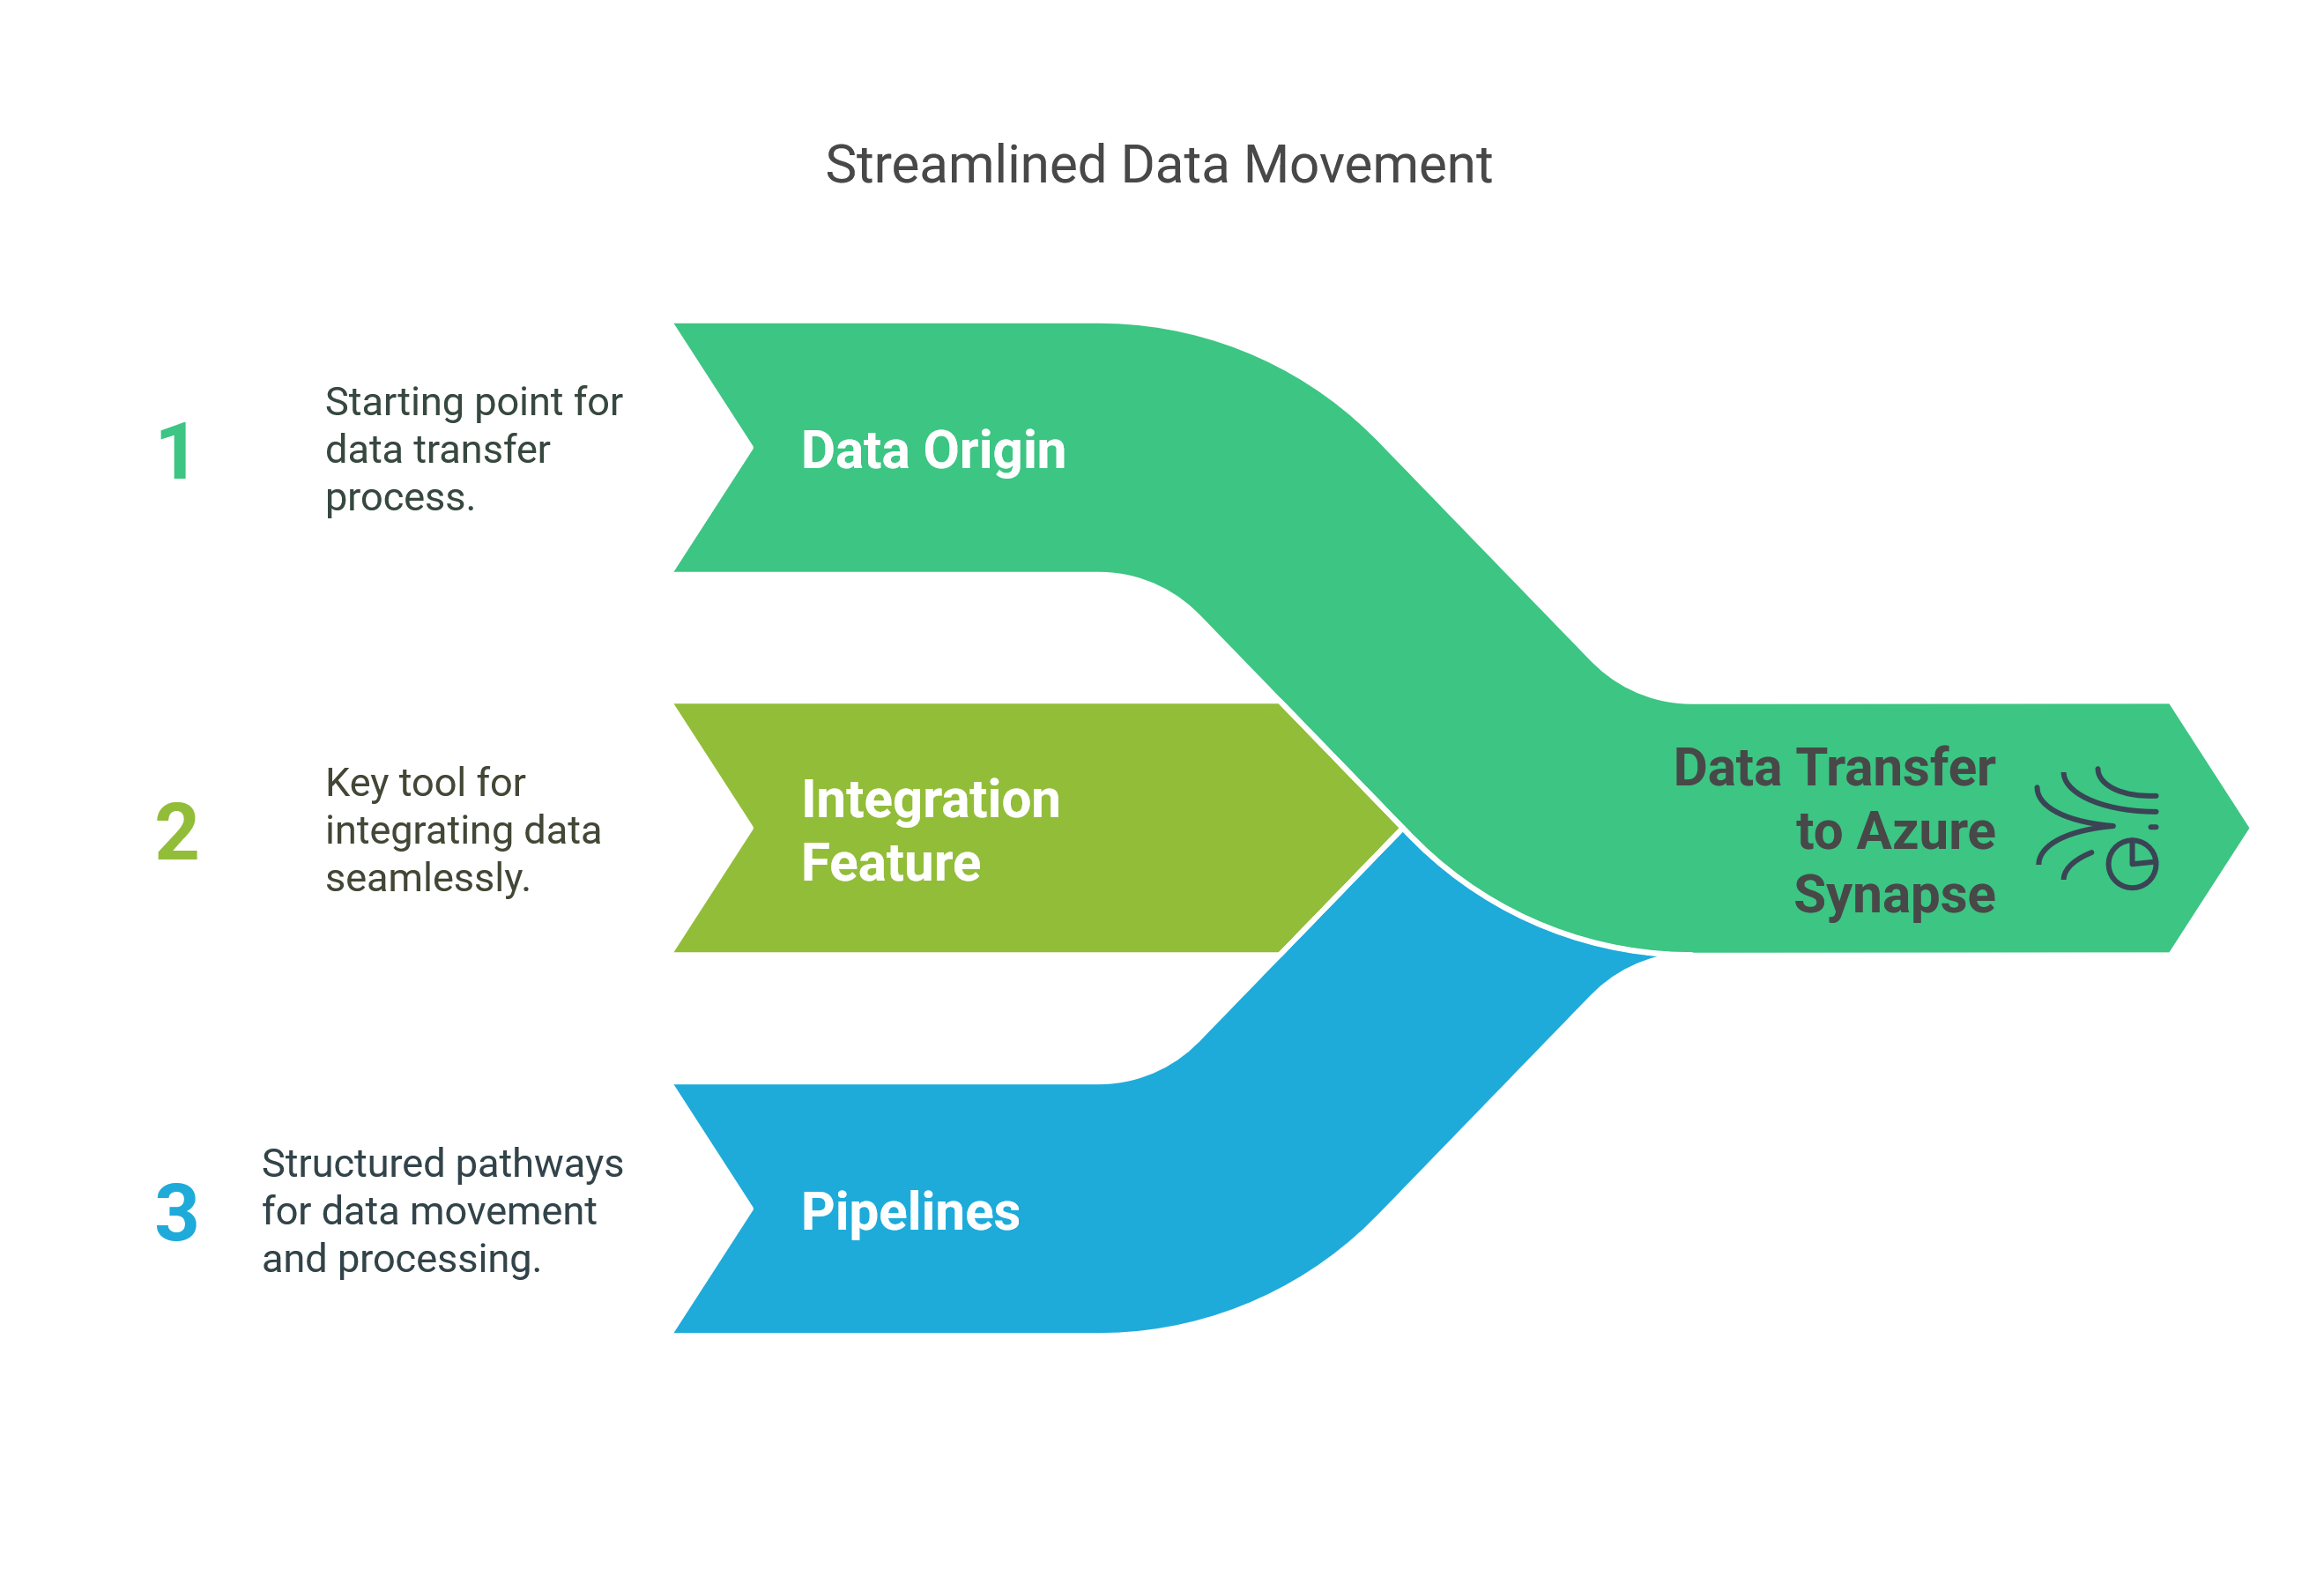 Streamlined Data Movement
1
Starting point for
data transfer
process.
Data Origin
2
Key tool for
integrating data
seamlessly.
Integration
Feature
Data Transfer
to Azure
Synapse
3
Structured pathways
for data movement
and processing.
Pipelines